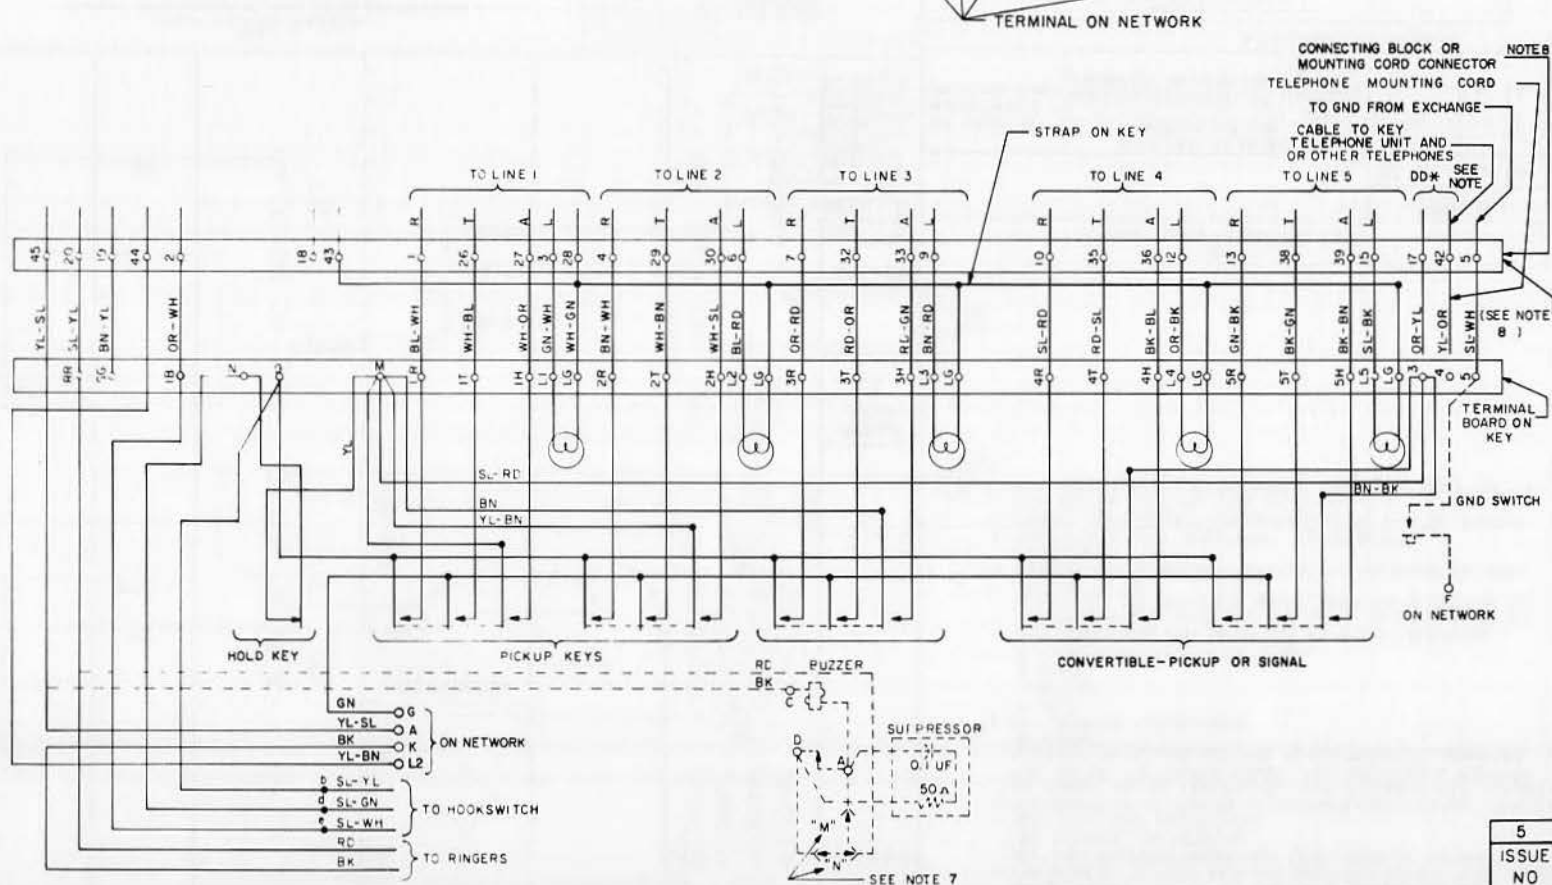 TERMINAL ON NETWORK
CONNECTING BLOCK OR
MOUNTING CORD CONNECTOR
NOTE 8
TELEPHONE MOUNTING CORD
TO GND FROM EXCHANGE
STRAP ON KEY
CABLE TO KEY
TELEPHONE UNIT AND
OR OTHER TELEPHONES
TO LINE 1
TO LINE 2
TO LINE 3
TO LINE 4
TO LINE 5
DD*
SEE
NOTE
R T A L R T A L R T A L R T A L R T A L
45 20 19 44 2 18 43 1 26 27 3 28 4 29 30 6 7 32 33 9 10 35 36 12 13 38 39 15 17 42 5
YL-SL SL-YL BN-YL OR-WH BL-WH WH-BL WH-OR GN-WH WH-GN BN-WH WH-BN WH-SL BL-RD OR-RD RD-OR BN-RD SL-RD RD-SL BK-BL OR-BK GN-BK BK-GN BK-BN SL-BK OR-YL YL-OR SL-WH
(SEE NOTE
8 )
RR SG 1B N O M 1R 1T 1H L1 LG 2R 2T 2H L2 LG 3R 3T 3H L3 LG 4R 4T 4H L4 LG 5R 5T 5H L5 LG 3 4 5
TERMINAL
BOARD ON
KEY
YL
SL-RD
BN
YL-BN
BN-BK
GND SWITCH
F
ON NETWORK
HOLD KEY
PICKUP KEYS
CONVERTIBLE-PICKUP OR SIGNAL
RD
BUZZER
BK
C
GN
G
YL-SL
A
BK
K
YL-BN
L2
ON NETWORK
b SL-YL
d SL-GN
e SL-WH
TO HOOKSWITCH
RD
BK
TO RINGERS
D
A
SUPPRESSOR
0.1 UF
50 Ω
"M"
"N"
SEE NOTE 7
5
ISSUE
NO